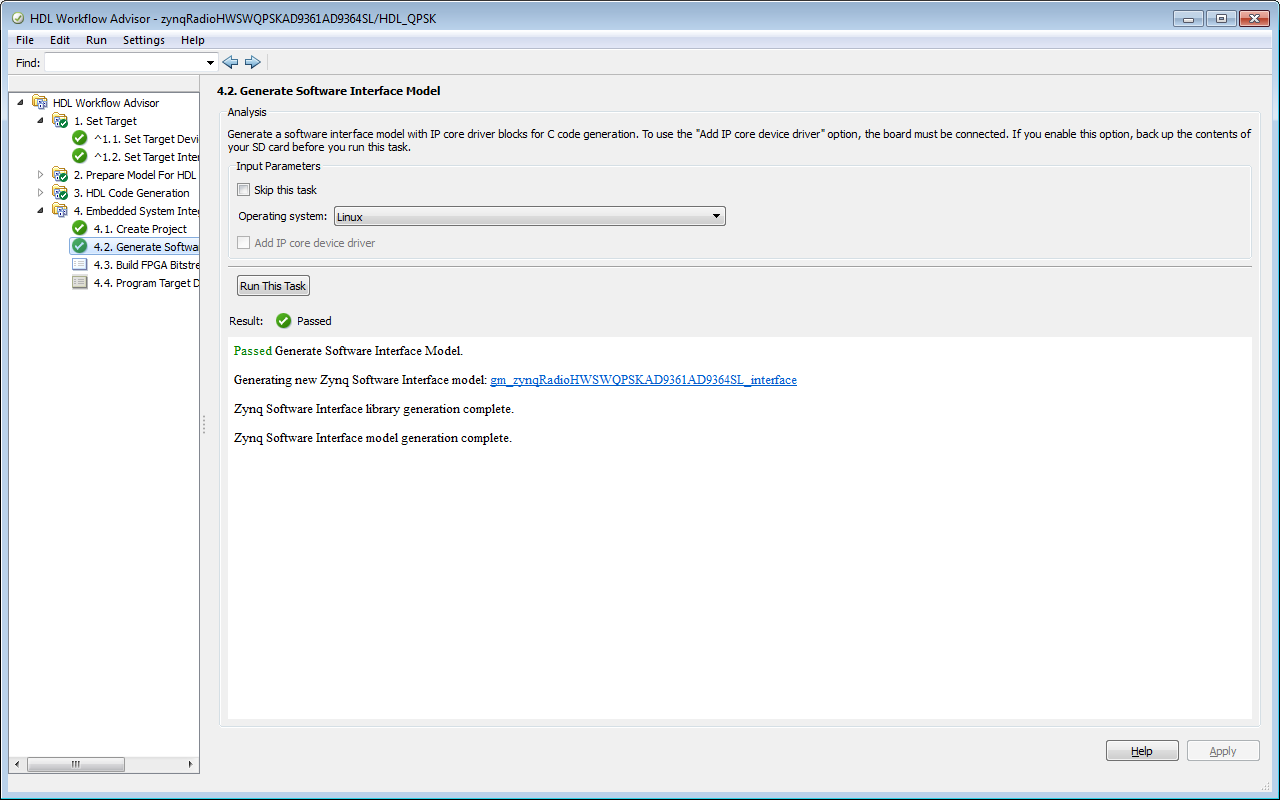 HDL Workflow Advisor - zynqRadioHWSWQPSKAD9361AD9364SL/HDL_QPSK
File Edit Run Settings Help
Find:
HDL Workflow Advisor
1. Set Target
^1.1. Set Target Devi
^1.2. Set Target Inter
2. Prepare Model For HDL
3. HDL Code Generation
4. Embedded System Integ
4.1. Create Project
4.2. Generate Softwa
4.3. Build FPGA Bitstre
4.4. Program Target D
4.2. Generate Software Interface Model
Analysis
Generate a software interface model with IP core driver blocks for C code generation. To use the "Add IP core device driver" option, the board must be connected. If you enable this option, back up the contents of
your SD card before you run this task.
Input Parameters
Skip this task
Operating system: Linux
Add IP core device driver
Run This Task
Result: Passed
Passed Generate Software Interface Model.
Generating new Zynq Software Interface model: gm_zynqRadioHWSWQPSKAD9361AD9364SL_interface
Zynq Software Interface library generation complete.
Zynq Software Interface model generation complete.
Help Apply